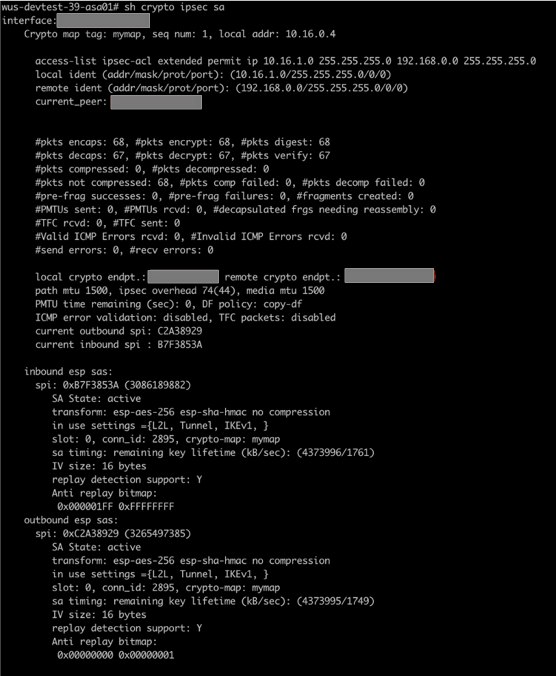 wus-devtest-39-asa01# sh crypto ipsec sa
interface:
Crypto map tag: mymap, seq num: 1, local addr: 10.16.0.4
access-list ipsec-acl extended permit ip 10.16.1.0 255.255.255.0 192.168.0.0 255.255.255.0
local ident (addr/mask/prot/port): (10.16.1.0/255.255.255.0/0/0)
remote ident (addr/mask/prot/port): (192.168.0.0/255.255.255.0/0/0)
current_peer:
#pkts encaps: 68, #pkts encrypt: 68, #pkts digest: 68
#pkts decaps: 67, #pkts decrypt: 67, #pkts verify: 67
#pkts compressed: 0, #pkts decompressed: 0
#pkts not compressed: 68, #pkts comp failed: 0, #pkts decomp failed: 0
#pre-frag successes: 0, #pre-frag failures: 0, #fragments created: 0
#PMTUs sent: 0, #PMTUs rcvd: 0, #decapsulated frgs needing reassembly: 0
#TFC rcvd: 0, #TFC sent: 0
#Valid ICMP Errors rcvd: 0, #Invalid ICMP Errors rcvd: 0
#send errors: 0, #recv errors: 0
local crypto endpt.: remote crypto endpt.:
path mtu 1500, ipsec overhead 74(44), media mtu 1500
PMTU time remaining (sec): 0, DF policy: copy-df
ICMP error validation: disabled, TFC packets: disabled
current outbound spi: C2A38929
current inbound spi : B7F3853A
inbound esp sas:
spi: 0xB7F3853A (3086189882)
SA State: active
transform: esp-aes-256 esp-sha-hmac no compression
in use settings ={L2L, Tunnel, IKEv1, }
slot: 0, conn_id: 2895, crypto-map: mymap
sa timing: remaining key lifetime (kB/sec): (4373996/1761)
IV size: 16 bytes
replay detection support: Y
Anti replay bitmap:
0x000001FF 0xFFFFFFFF
outbound esp sas:
spi: 0xC2A38929 (3265497385)
SA State: active
transform: esp-aes-256 esp-sha-hmac no compression
in use settings ={L2L, Tunnel, IKEv1, }
slot: 0, conn_id: 2895, crypto-map: mymap
sa timing: remaining key lifetime (kB/sec): (4373995/1749)
IV size: 16 bytes
replay detection support: Y
Anti replay bitmap:
0x00000000 0x00000001